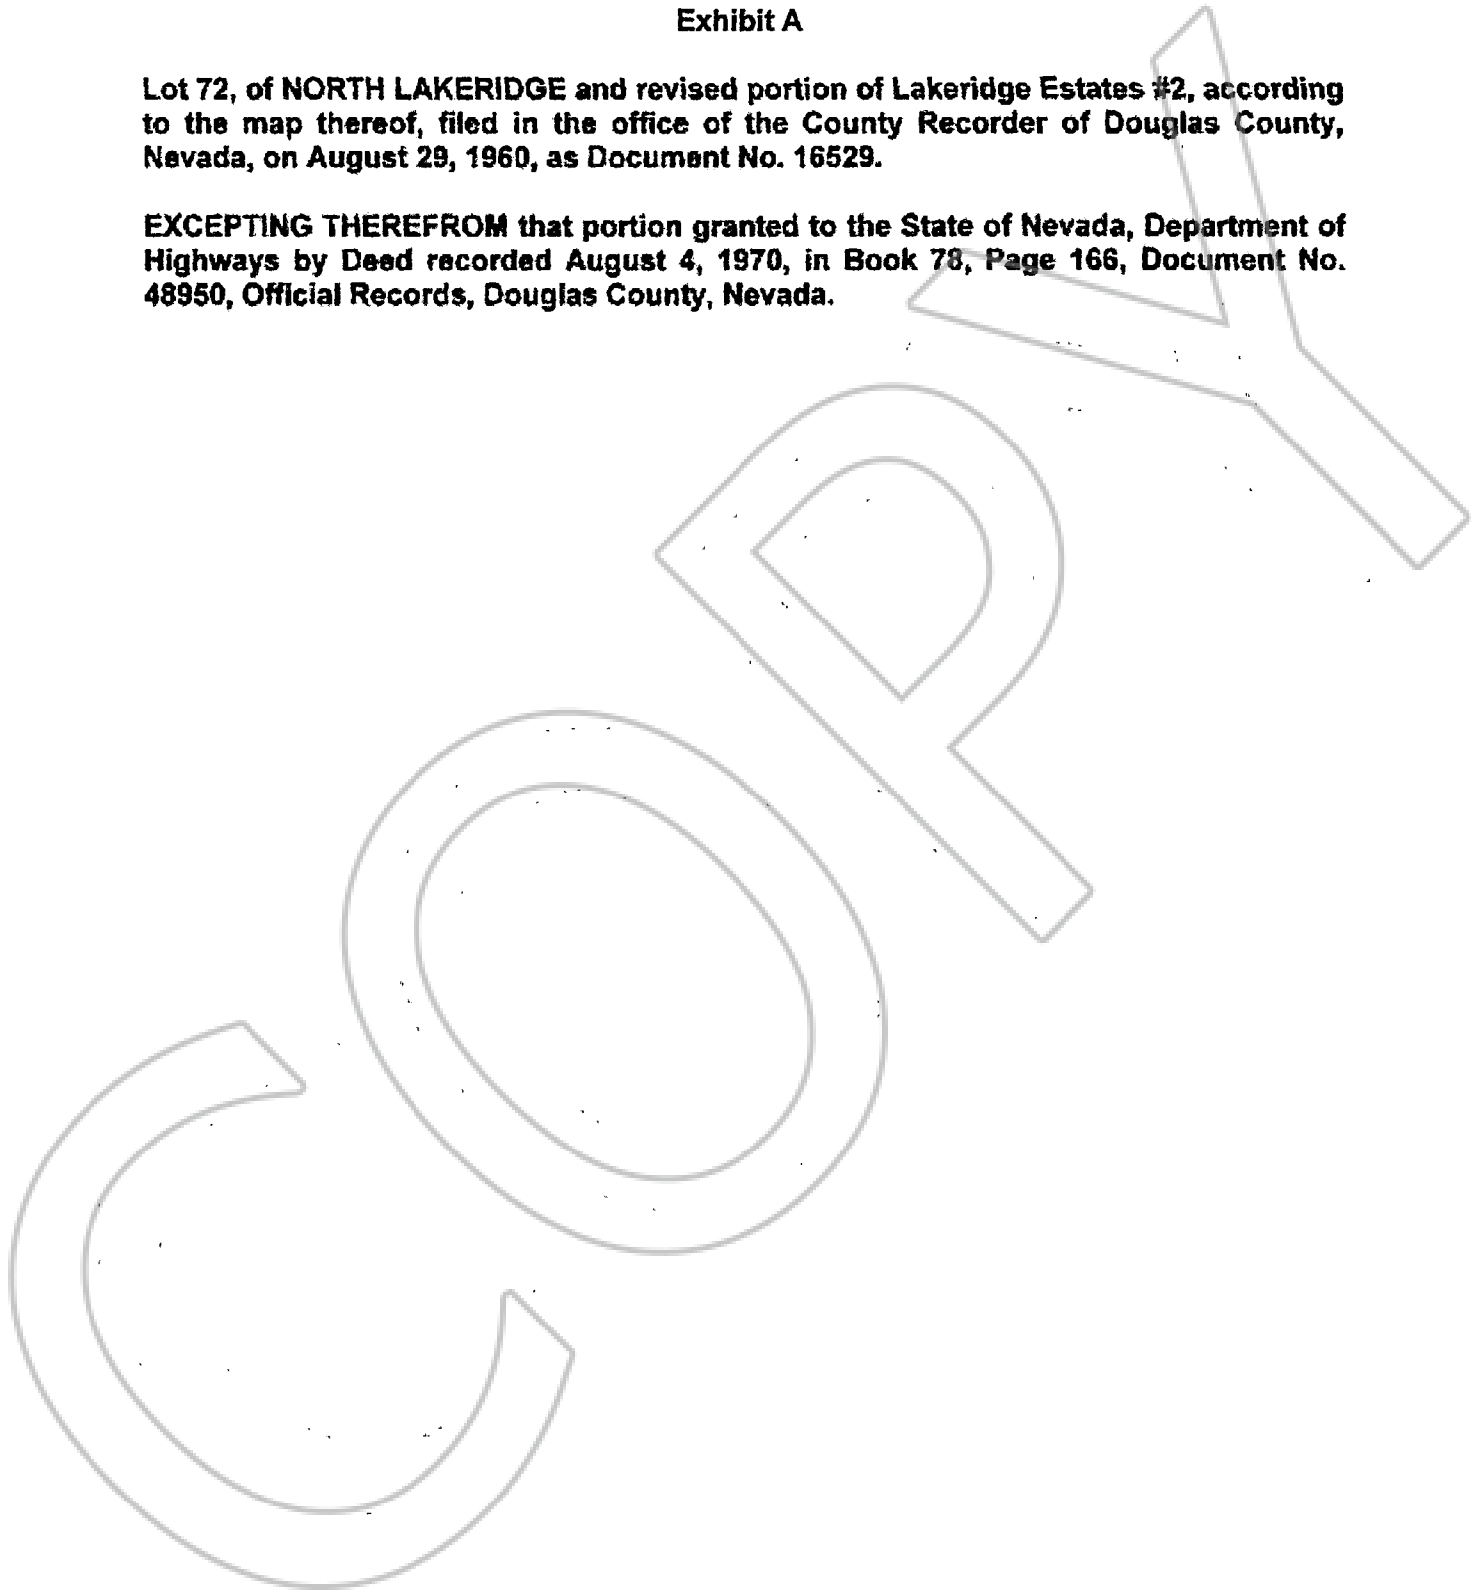 Exhibit A
Lot 72, of NORTH LAKERIDGE and revised portion of Lakeridge Estates #2, according
to the map thereof, filed in the office of the County Recorder of Douglas County,
Nevada, on August 29, 1960, as Document No. 16529.
EXCEPTING THEREFROM that portion granted to the State of Nevada, Department of
Highways by Deed recorded August 4, 1970, in Book 78, Page 166, Document No.
48950, Official Records, Douglas County, Nevada.
COPY